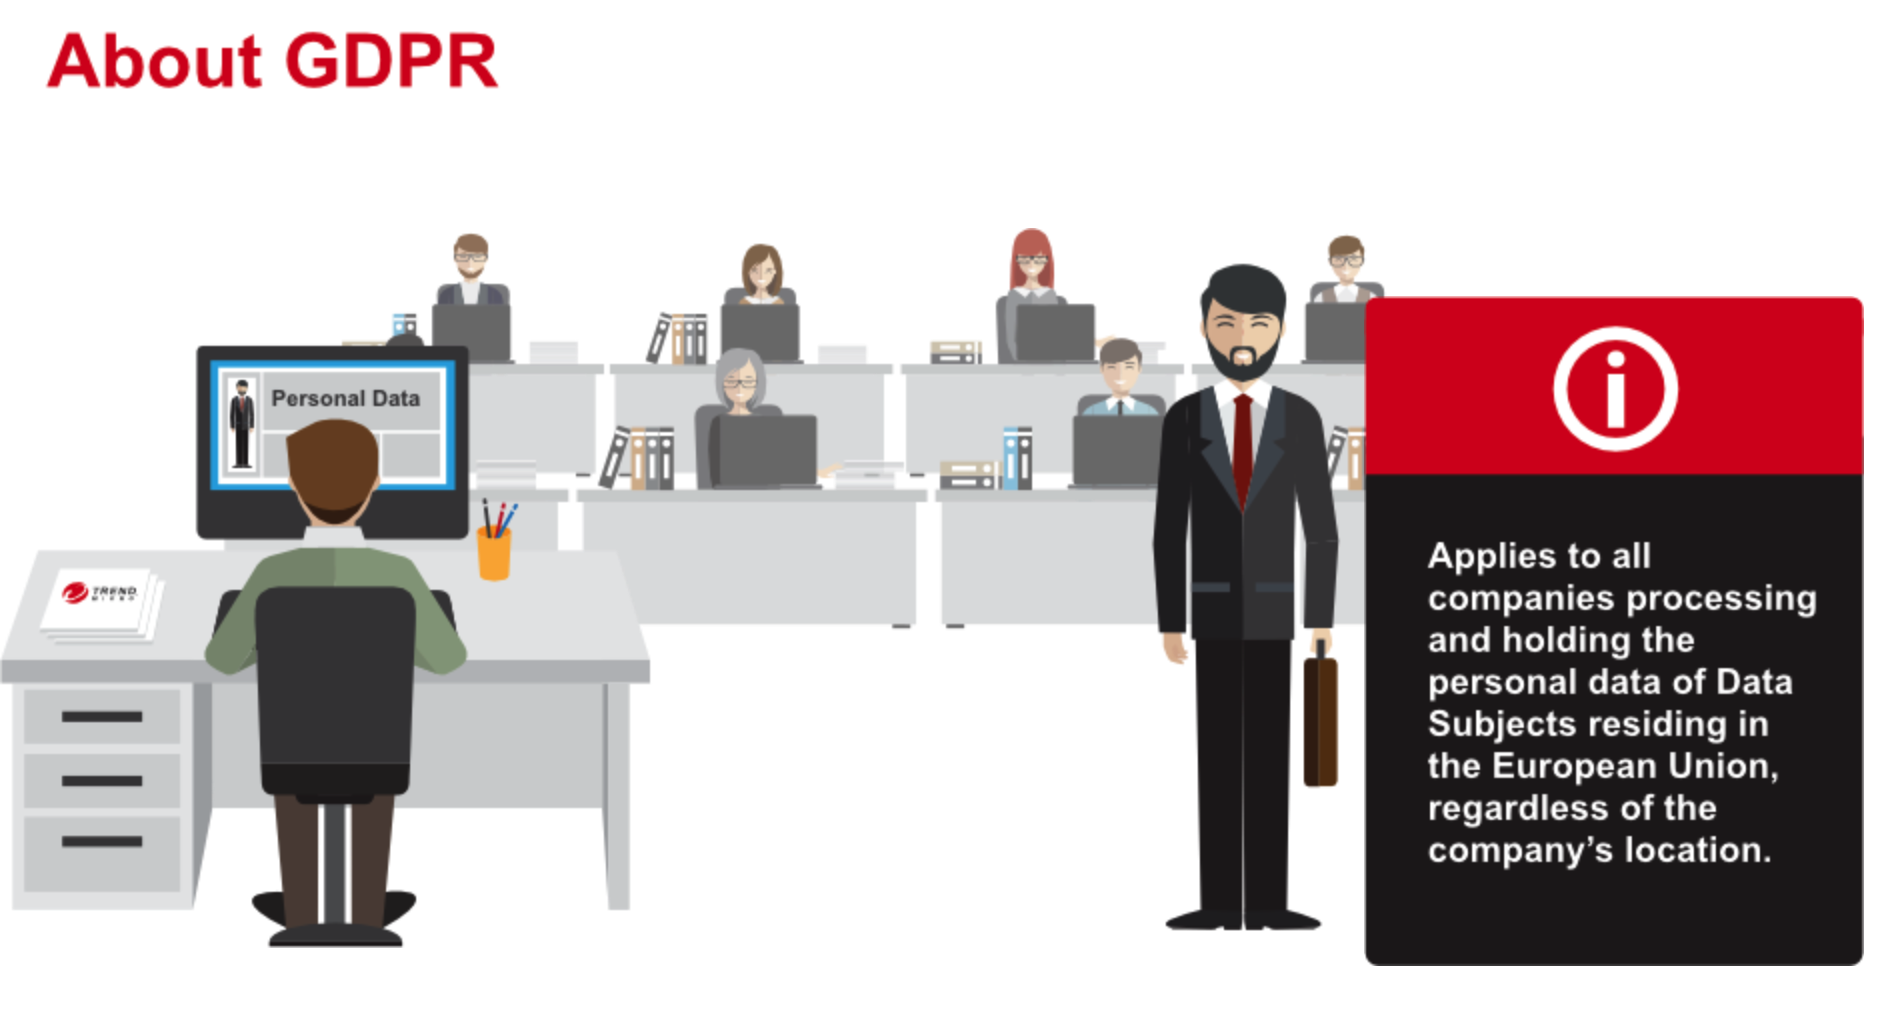 About GDPR
Personal Data
TREND
MICRO
Applies to all
companies processing
and holding the
personal data of Data
Subjects residing in
the European Union,
regardless of the
company’s location.